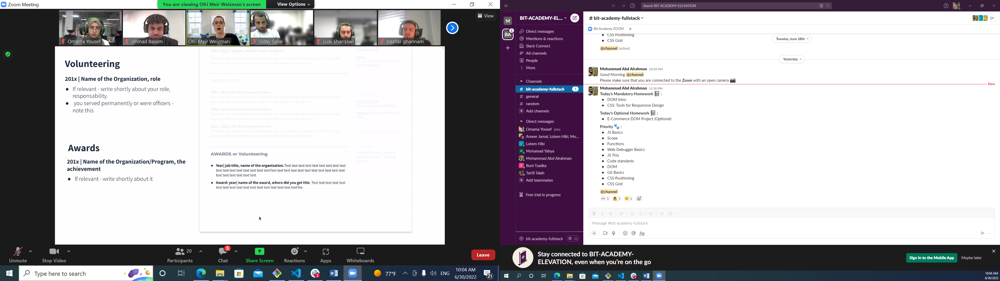 Zoom Meeting
You are viewing Ofri Meir Weizman's screen
View Options
View
Omama Yousef
Ahmad Basem
Ofri Meir Weizman
Oday Sabe
Luai Sharqawi
bashar ghannam
Volunteering
201x | Name of the Organization, role
● If relevant - write shortly about your role,
responsability.
● you served permanently or were officers -
note this
Awards
201x | Name of the Organization/Program, the
achievement
● If relevant - write shortly about it
201x -201x | Degree, school name, location:
EXPERIENCE
201x -201x| Job Title,Company Name
201x -201x| Job Title,Company Name
201x -201x| Job Title,Company Name
AWARDS or Volunteering
● Year| job title, name of the organization.Text text text text text text text text text
text text text text text text text textText text text text text text text text text text text
text text text text text text
● Award: year| name of the award, where did you get this. Text text text text text
text text text text text text text text text text text textTex
Unmute
Stop Video
Participants
20
Chat
5
Share Screen
Reactions
Apps
Whiteboards
Leave
Type here to search
77°F
ENG
10:04 AM
6/30/2022
21
Search BIT-ACADEMY-ELEVATION
M
BA
1
BIT-ACADEMY-EL...
Direct messages
Mentions & reactions
Slack Connect
All channels
People
More
Channels
# bit-academy-fullstack 1
# general
# random
+ Add channels
Direct messages
Omama Yousef you
3 Ameer Jamal, Lotem Hiki, Mo...
L Lotem Hiki
M Mohamad Yahya
Mohammad Abd Alrahman
R Roni Tzadka
Tartil Talah
+ Add teammates
Free trial in progress
bit-academy-fullstack
# bit-academy-fullstack
24
Bit Academy ZOOM +
● CSS Positioning
● CSS Grid
Tuesday, June 28th
@channel (edited)
Yesterday
Mohammad Abd Alrahman 10:54 PM
Good Morning @channel
Please make sure that you are connected to the Zoom with an open camera 📷
New
Mohammad Abd Alrahman 11:50 PM
Today's Mandatory Homework 📓 :
● DOM Intro
● CSS: Tools for Responsive Design
Today's Optional Homework 📓 :
● E-Commerce DOM Project (Optional)
Priority 🐾 :
● JS Basics
● Scope
● Functions
● Web Debugger Basics
● JS This
● Code standards
● DOM
● Git Basics
● CSS Positioning
● CSS Grid
@channel
👀 1 🙇 1 🙂 1
Message #bit-academy-fullstack
Aa
Stay connected to BIT-ACADEMY-
ELEVATION, even when you're on the go
Sign In to the Mobile App
Maybe later
10:04 AM
6/30/2022